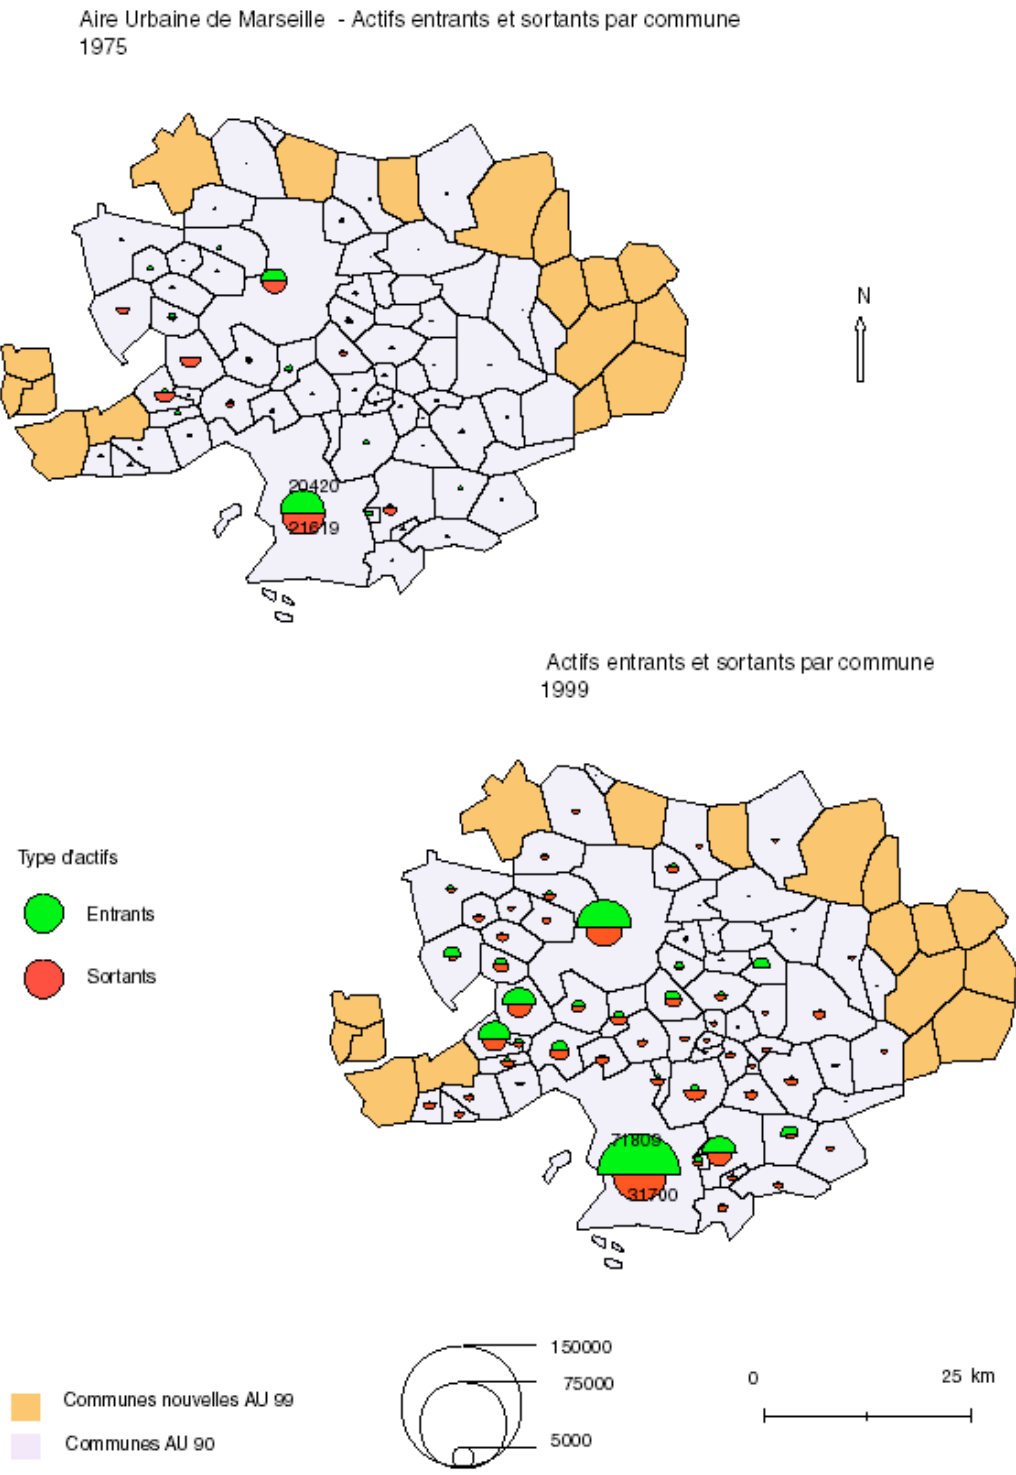 Aire Urbaine de Marseille - Actifs entrants et sortants par commune
1975
N
20420
21619
Actifs entrants et sortants par commune
1999
Type d'actifs
Entrants
Sortants
71809
31700
150000
75000
5000
0 25 km
Communes nouvelles AU 99
Communes AU 90